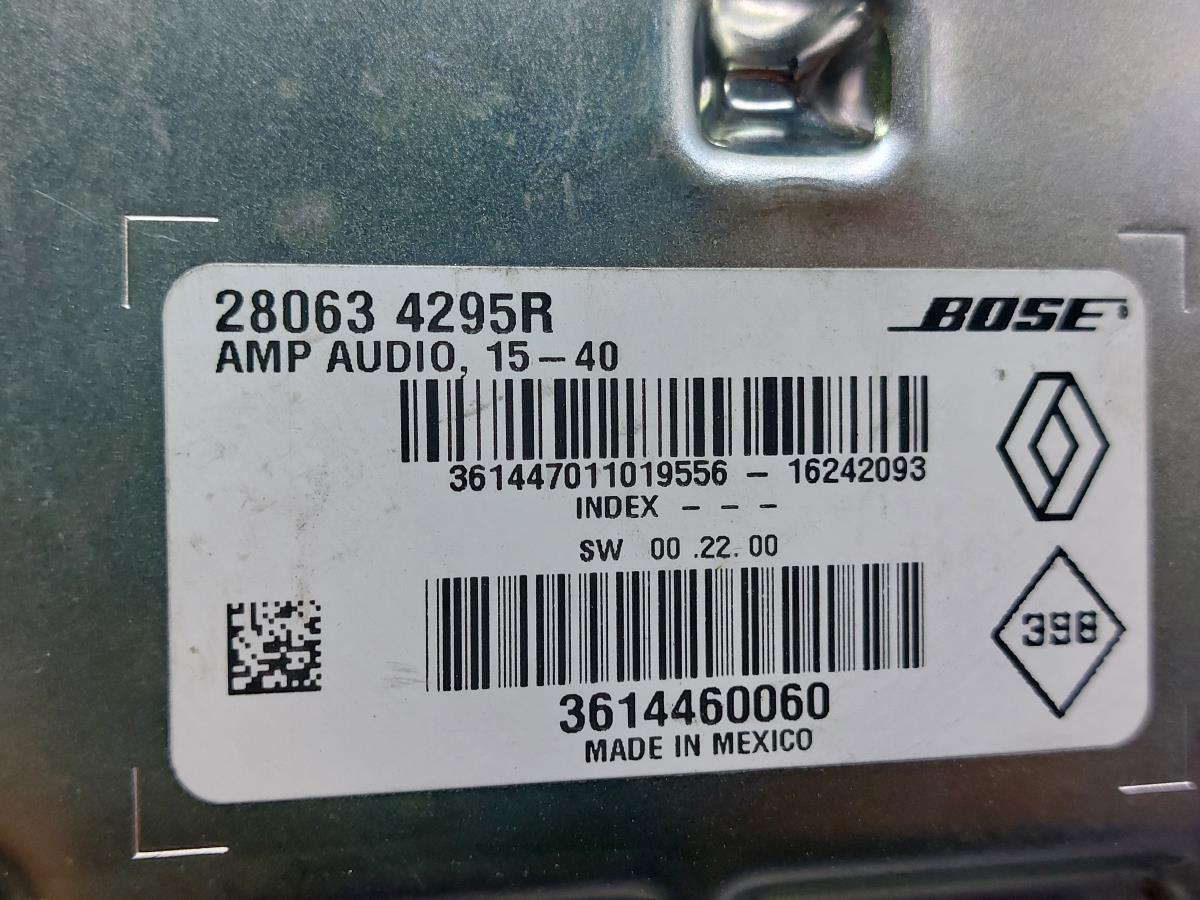 28063 4295R
BOSE
AMP AUDIO, 15-40
361447011019556 - 16242093
INDEX - - -
SW 00 .22. 00
398
3614460060
MADE IN MEXICO